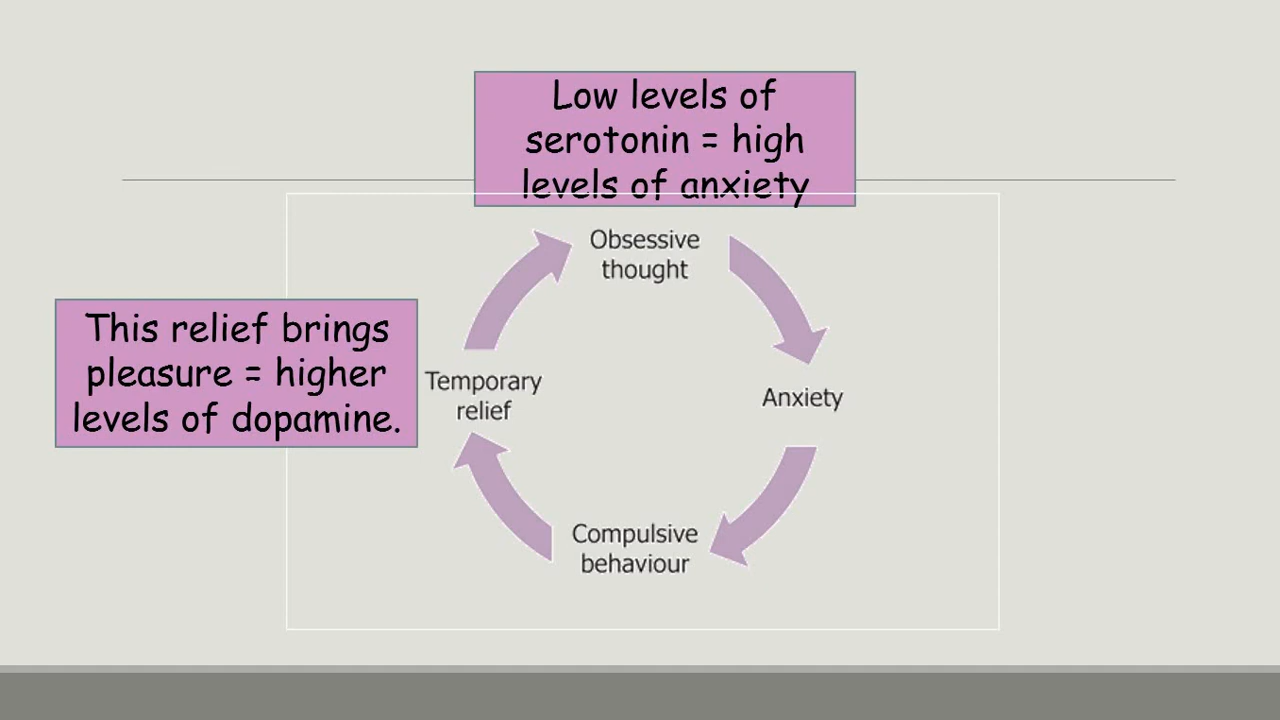 Low levels of
serotonin = high
levels of anxiety
Obsessive
thought
This relief brings
pleasure = higher
levels of dopamine.
Temporary
relief
Anxiety
Compulsive
behaviour